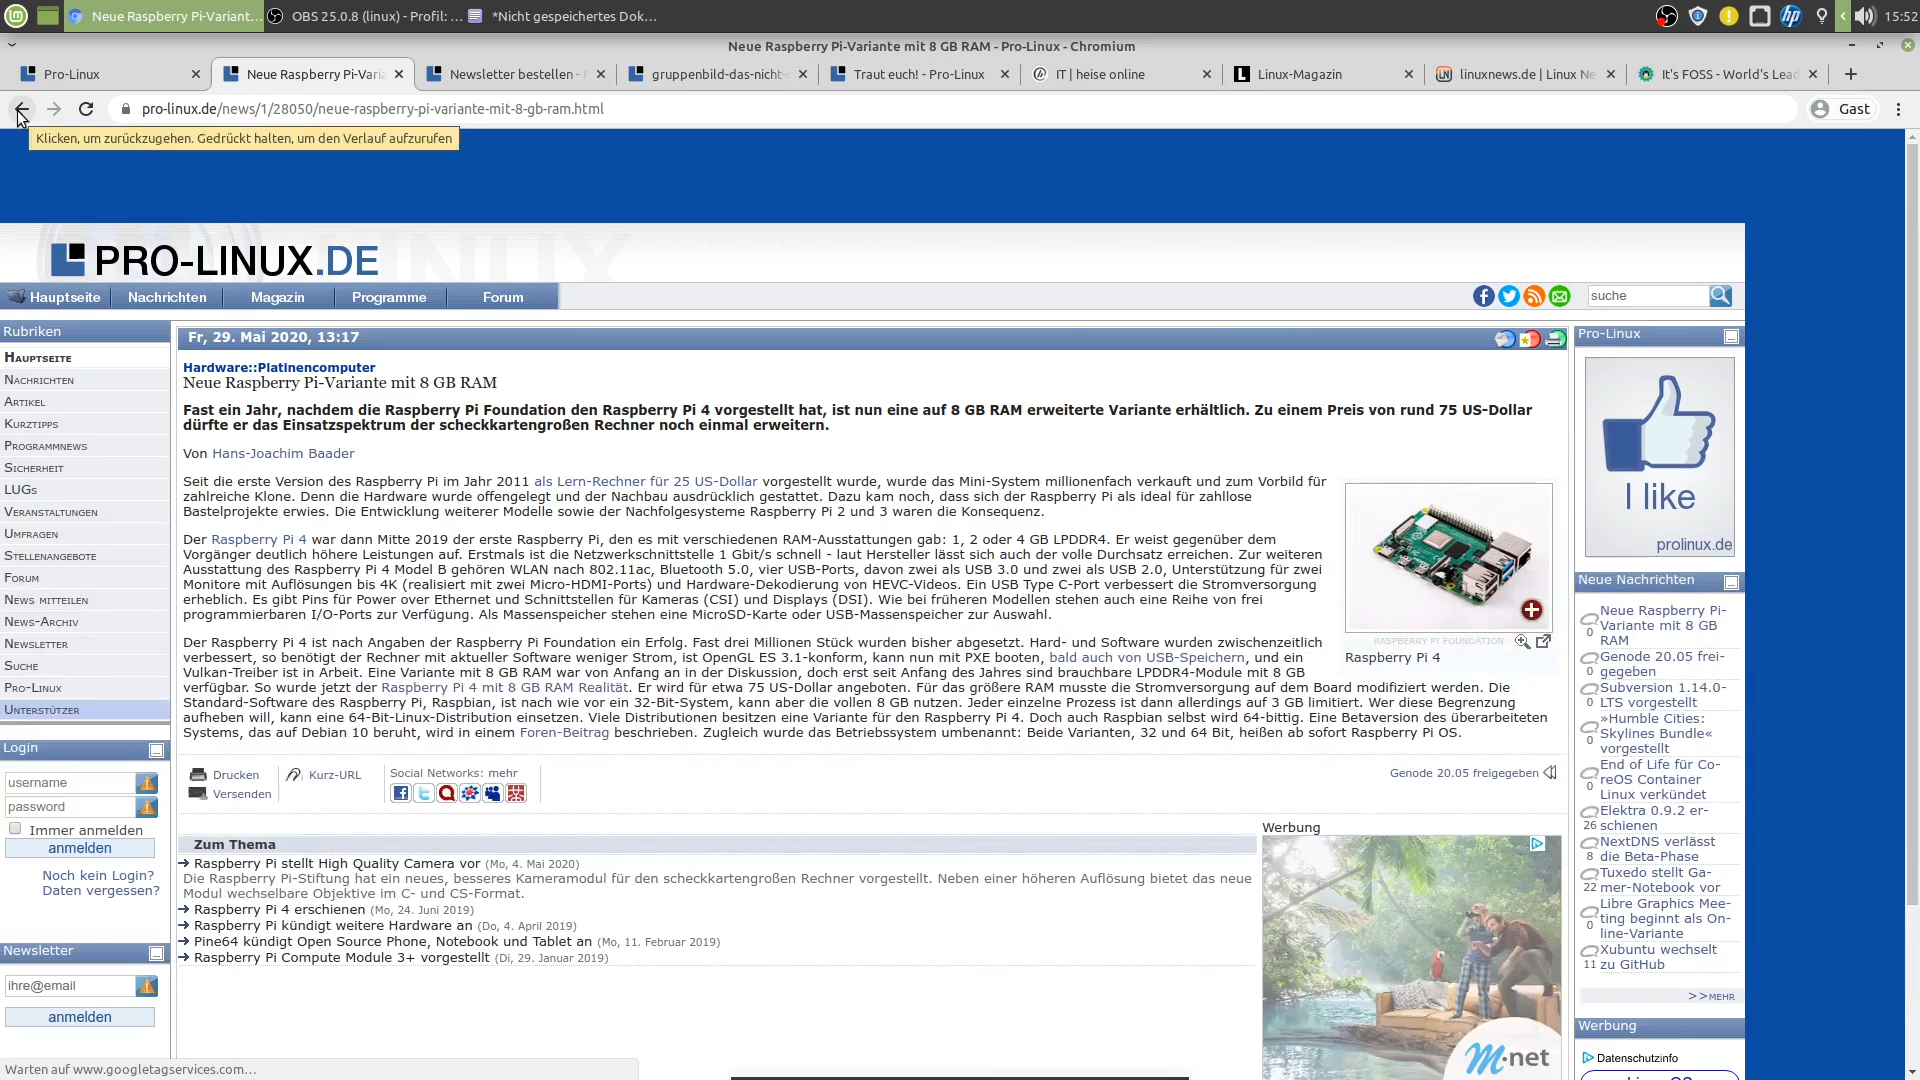 Neue Raspberry Pi-Variant...
OBS 25.0.8 (linux) - Profil: ...
*Nicht gespeichertes Dok...
15:52
Neue Raspberry Pi-Variante mit 8 GB RAM - Pro-Linux - Chromium
Pro-Linux
Neue Raspberry Pi-Varia
Newsletter bestellen - P
gruppenbild-das-nicht-g
Traut euch! - Pro-Linux
IT | heise online
Linux-Magazin
linuxnews.de | Linux Ne
It's FOSS - World's Lead
pro-linux.de/news/1/28050/neue-raspberry-pi-variante-mit-8-gb-ram.html
Gast
Klicken, um zurückzugehen. Gedrückt halten, um den Verlauf aufzurufen
PRO-LINUX.DE
Hauptseite
Nachrichten
Magazin
Programme
Forum
suche
Rubriken
Hauptseite
Nachrichten
Artikel
Kurztipps
Programmnews
Sicherheit
LUGs
Veranstaltungen
Umfragen
Stellenangebote
Forum
News mitteilen
News-Archiv
Newsletter
Suche
Pro-Linux
Unterstützer
Login
username
password
Immer anmelden
anmelden
Noch kein Login?
Daten vergessen?
Newsletter
ihre@email
anmelden
Fr, 29. Mai 2020, 13:17
Hardware::Platinencomputer
Neue Raspberry Pi-Variante mit 8 GB RAM
Fast ein Jahr, nachdem die Raspberry Pi Foundation den Raspberry Pi 4 vorgestellt hat, ist nun eine auf 8 GB RAM erweiterte Variante erhältlich. Zu einem Preis von rund 75 US-Dollar
dürfte er das Einsatzspektrum der scheckkartengroßen Rechner noch einmal erweitern.
Von Hans-Joachim Baader
Seit die erste Version des Raspberry Pi im Jahr 2011 als Lern-Rechner für 25 US-Dollar vorgestellt wurde, wurde das Mini-System millionenfach verkauft und zum Vorbild für
zahlreiche Klone. Denn die Hardware wurde offengelegt und der Nachbau ausdrücklich gestattet. Dazu kam noch, dass sich der Raspberry Pi als ideal für zahllose
Bastelprojekte erwies. Die Entwicklung weiterer Modelle sowie der Nachfolgesysteme Raspberry Pi 2 und 3 waren die Konsequenz.
Der Raspberry Pi 4 war dann Mitte 2019 der erste Raspberry Pi, den es mit verschiedenen RAM-Ausstattungen gab: 1, 2 oder 4 GB LPDDR4. Er weist gegenüber dem
Vorgänger deutlich höhere Leistungen auf. Erstmals ist die Netzwerkschnittstelle 1 Gbit/s schnell - laut Hersteller lässt sich auch der volle Durchsatz erreichen. Zur weiteren
Ausstattung des Raspberry Pi 4 Model B gehören WLAN nach 802.11ac, Bluetooth 5.0, vier USB-Ports, davon zwei als USB 3.0 und zwei als USB 2.0, Unterstützung für zwei
Monitore mit Auflösungen bis 4K (realisiert mit zwei Micro-HDMI-Ports) und Hardware-Dekodierung von HEVC-Videos. Ein USB Type C-Port verbessert die Stromversorgung
erheblich. Es gibt Pins für Power over Ethernet und Schnittstellen für Kameras (CSI) und Displays (DSI). Wie bei früheren Modellen stehen auch eine Reihe von frei
programmierbaren I/O-Ports zur Verfügung. Als Massenspeicher stehen eine MicroSD-Karte oder USB-Massenspeicher zur Auswahl.
RASPBERRY PI FOUNDATION
Raspberry Pi 4
Der Raspberry Pi 4 ist nach Angaben der Raspberry Pi Foundation ein Erfolg. Fast drei Millionen Stück wurden bisher abgesetzt. Hard- und Software wurden zwischenzeitlich
verbessert, so benötigt der Rechner mit aktueller Software weniger Strom, ist OpenGL ES 3.1-konform, kann nun mit PXE booten, bald auch von USB-Speichern, und ein
Vulkan-Treiber ist in Arbeit. Eine Variante mit 8 GB RAM war von Anfang an in der Diskussion, doch erst seit Anfang des Jahres sind brauchbare LPDDR4-Module mit 8 GB
verfügbar. So wurde jetzt der Raspberry Pi 4 mit 8 GB RAM Realität. Er wird für etwa 75 US-Dollar angeboten. Für das größere RAM musste die Stromversorgung auf dem Board modifiziert werden. Die
Standard-Software des Raspberry Pi, Raspbian, ist nach wie vor ein 32-Bit-System, kann aber die vollen 8 GB nutzen. Jeder einzelne Prozess ist dann allerdings auf 3 GB limitiert. Wer diese Begrenzung
aufheben will, kann eine 64-Bit-Linux-Distribution einsetzen. Viele Distributionen besitzen eine Variante für den Raspberry Pi 4. Doch auch Raspbian selbst wird 64-bittig. Eine Betaversion des überarbeiteten
Systems, das auf Debian 10 beruht, wird in einem Foren-Beitrag beschrieben. Zugleich wurde das Betriebssystem umbenannt: Beide Varianten, 32 und 64 Bit, heißen ab sofort Raspberry Pi OS.
Drucken
Versenden
Kurz-URL
Social Networks: mehr
Genode 20.05 freigegeben
Zum Thema
Raspberry Pi stellt High Quality Camera vor (Mo, 4. Mai 2020)
Die Raspberry Pi-Stiftung hat ein neues, besseres Kameramodul für den scheckkartengroßen Rechner vorgestellt. Neben einer höheren Auflösung bietet das neue
Modul wechselbare Objektive im C- und CS-Format.
Raspberry Pi 4 erschienen (Mo, 24. Juni 2019)
Raspberry Pi kündigt weitere Hardware an (Do, 4. April 2019)
Pine64 kündigt Open Source Phone, Notebook und Tablet an (Mo, 11. Februar 2019)
Raspberry Pi Compute Module 3+ vorgestellt (Di, 29. Januar 2019)
Werbung
M-net
Pro-Linux
I like
prolinux.de
Neue Nachrichten
Neue Raspberry Pi-
Variante mit 8 GB
0
RAM
Genode 20.05 frei-
0 gegeben
Subversion 1.14.0-
0 LTS vorgestellt
»Humble Cities:
Skylines Bundle«
0
vorgestellt
End of Life für Co-
reOS Container
0
Linux verkündet
Elektra 0.9.2 er-
26 schienen
NextDNS verlässt
8 die Beta-Phase
Tuxedo stellt Ga-
22 mer-Notebook vor
Libre Graphics Mee-
ting beginnt als On-
0
line-Variante
Xubuntu wechselt
11 zu GitHub
>>mehr
Werbung
Datenschutzinfo
Warten auf www.googletagservices.com...